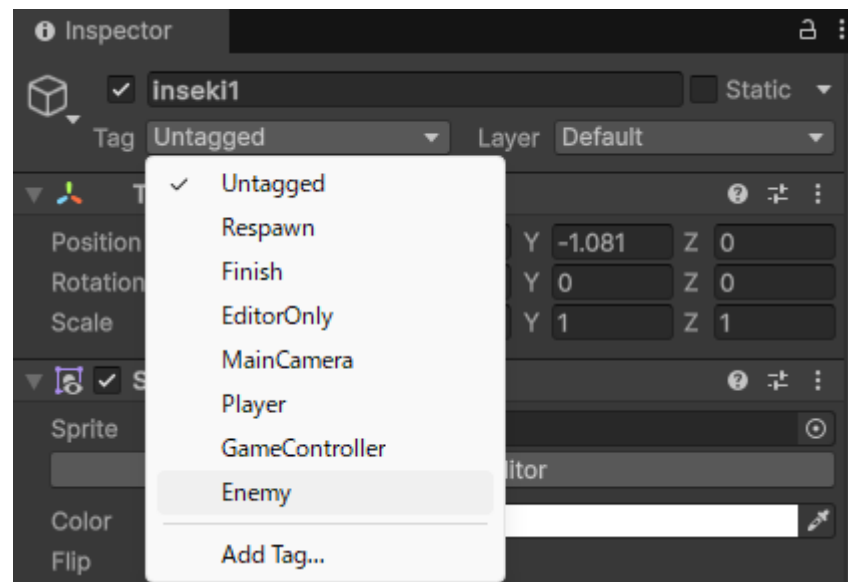 Inspector
inseki1 Static
Tag Untagged Layer Default
Untagged
Respawn
Finish
EditorOnly
MainCamera
Player
GameController
Enemy
Add Tag...
T
Position Y -1.081 Z 0
Rotation Y 0 Z 0
Scale Y 1 Z 1
S
Sprite
itor
Color
Flip